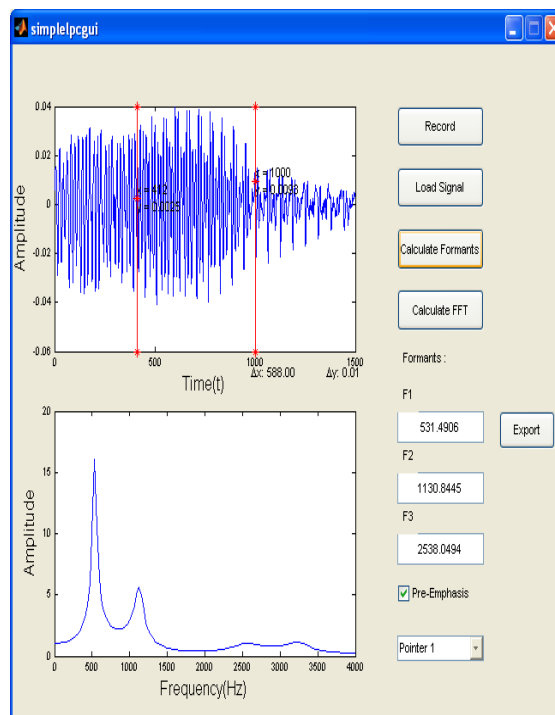 simplelpcgui
0.04
0.02
0
-0.02
-0.04
-0.06
Amplitude
= 1000
0.0098
0 500 1000 1500
Δx: 588.00 Δy: 0.01
Time(t)
20
15
10
5
0
Amplitude
0 500 1000 1500 2000 2500 3000 3500 4000
Frequency(Hz)
Record
Load Signal
Calculate Formants
Calculate FFT
Formants :
F1
531.4906
Export
F2
1130.8445
F3
2538.0494
Pre-Emphasis
Pointer 1